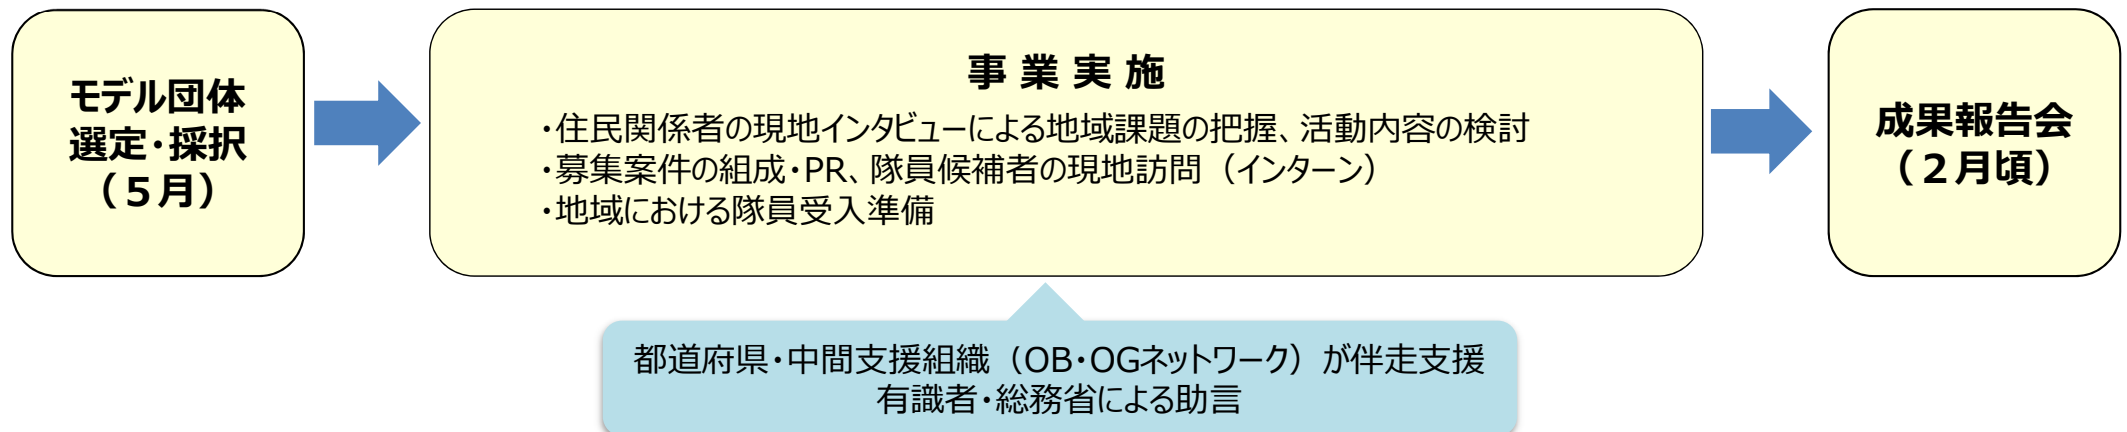 モデル団体
選定・採択
（５月）
事 業 実 施
・住民関係者の現地インタビューによる地域課題の把握、活動内容の検討
・募集案件の組成・PR、隊員候補者の現地訪問（インターン）
・地域における隊員受入準備
成果報告会
（２月頃）
都道府県・中間支援組織（OB・OGネットワーク）が伴走支援
有識者・総務省による助言